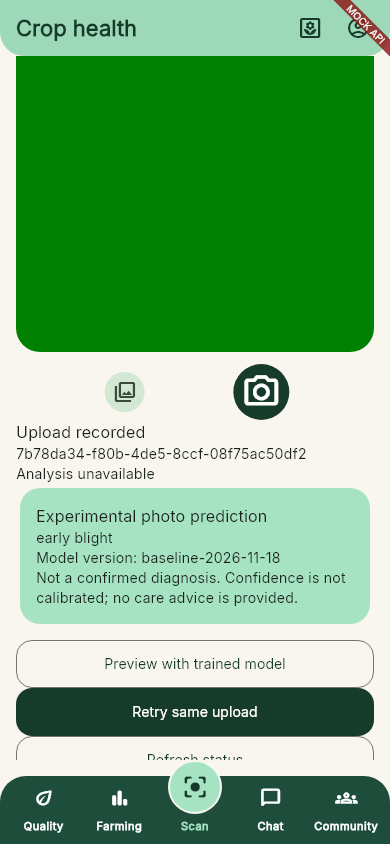 Crop health
MOCK API
Upload recorded
7b78da34-f80b-4de5-8ccf-08f75ac50df2
Analysis unavailable
Experimental photo prediction
early blight
Model version: baseline-2026-11-18
Not a confirmed diagnosis. Confidence is not
calibrated; no care advice is provided.
Preview with trained model
Retry same upload
Refresh status
Quality
Farming
Scan
Chat
Community